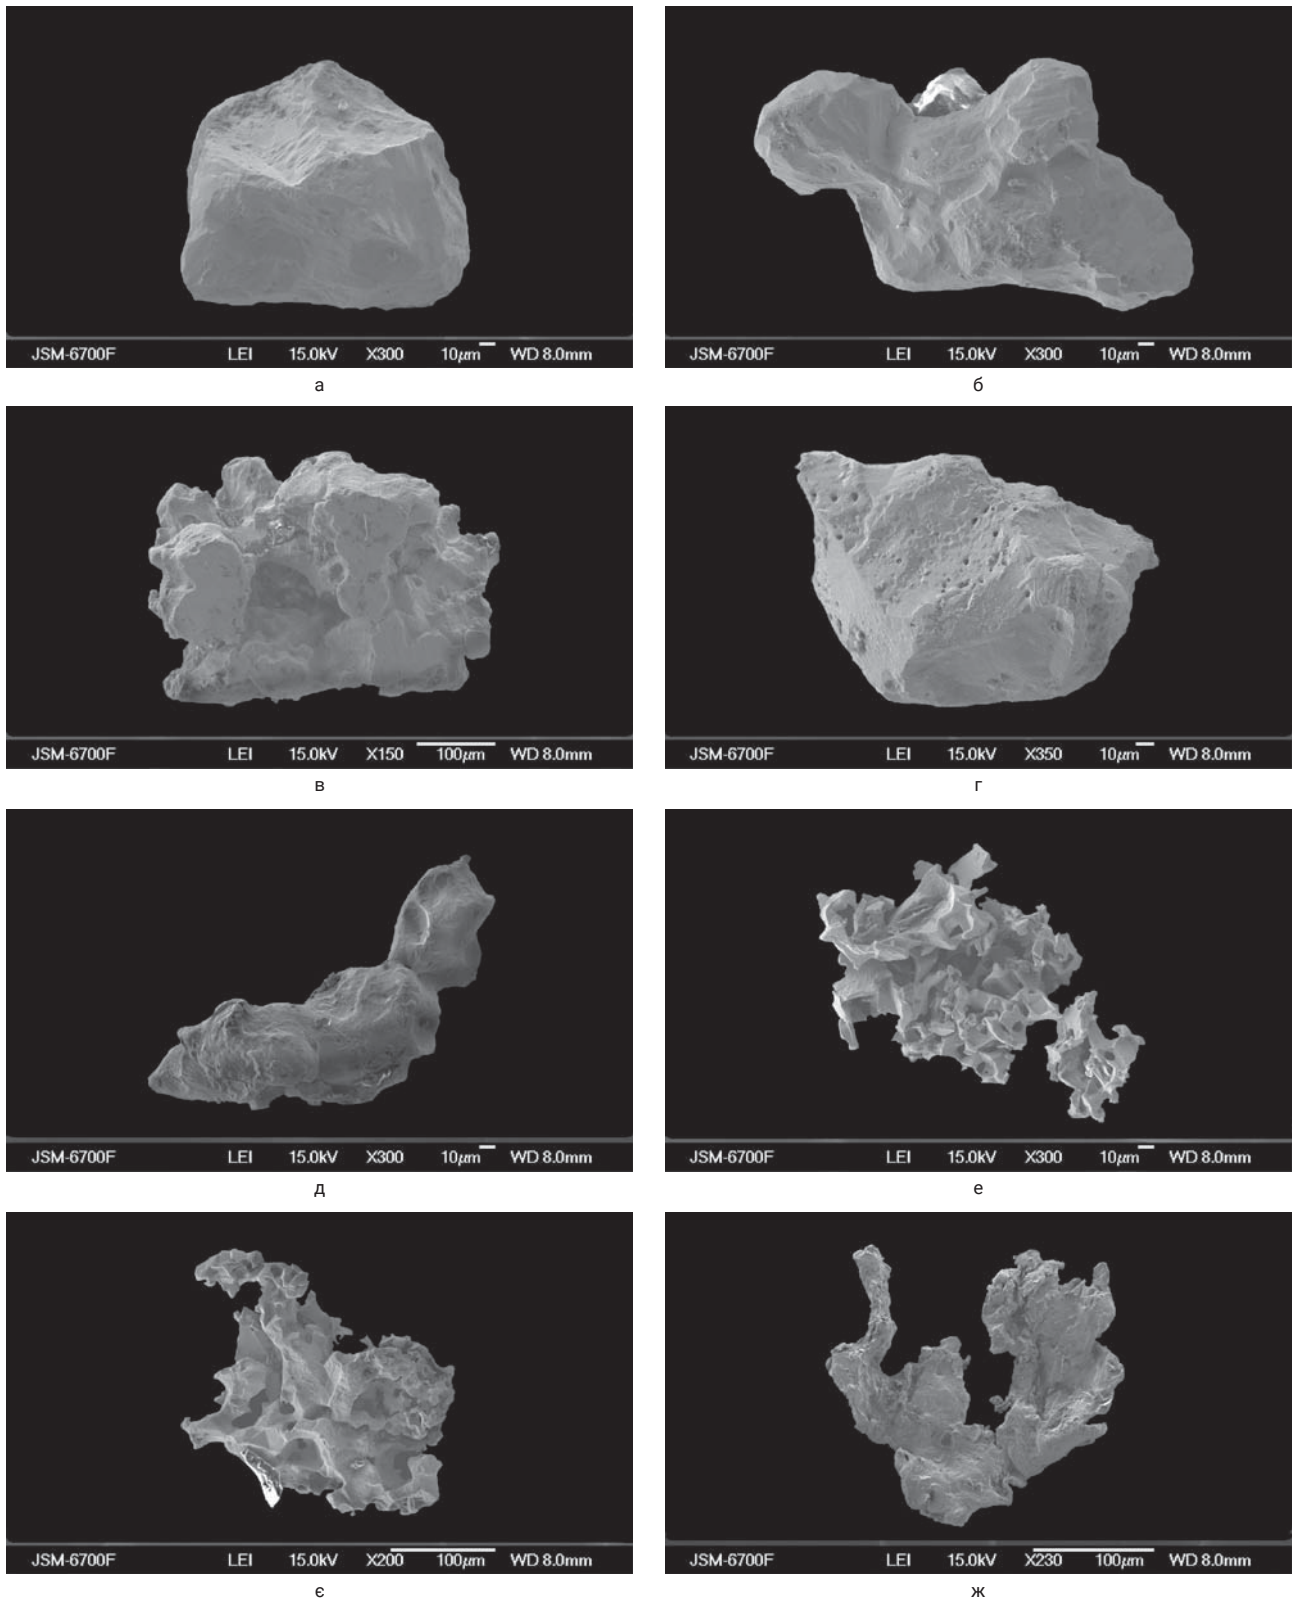 JSM-6700F LEI 15.0kV X300 10µm WD 8.0mm
а
JSM-6700F LEI 15.0kV X300 10µm WD 8.0mm
б
JSM-6700F LEI 15.0kV X150 100µm WD 8.0mm
в
JSM-6700F LEI 15.0kV X350 10µm WD 8.0mm
г
JSM-6700F LEI 15.0kV X300 10µm WD 8.0mm
д
JSM-6700F LEI 15.0kV X300 10µm WD 8.0mm
е
JSM-6700F LEI 15.0kV X200 100µm WD 8.0mm
є
JSM-6700F LEI 15.0kV X230 100µm WD 8.0mm
ж